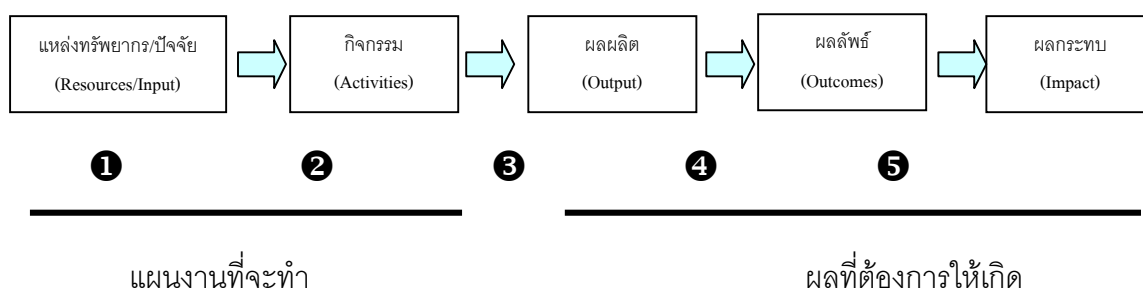 แหล่งทรัพยากร/ปัจจัย
(Resources/Input)
กิจกรรม
(Activities)
ผลผลิต
(Output)
ผลลัพธ์
(Outcomes)
ผลกระทบ
(Impact)
❶ ❷ ❸ ❹ ❺
แผนงานที่จะทำ ผลที่ต้องการให้เกิด